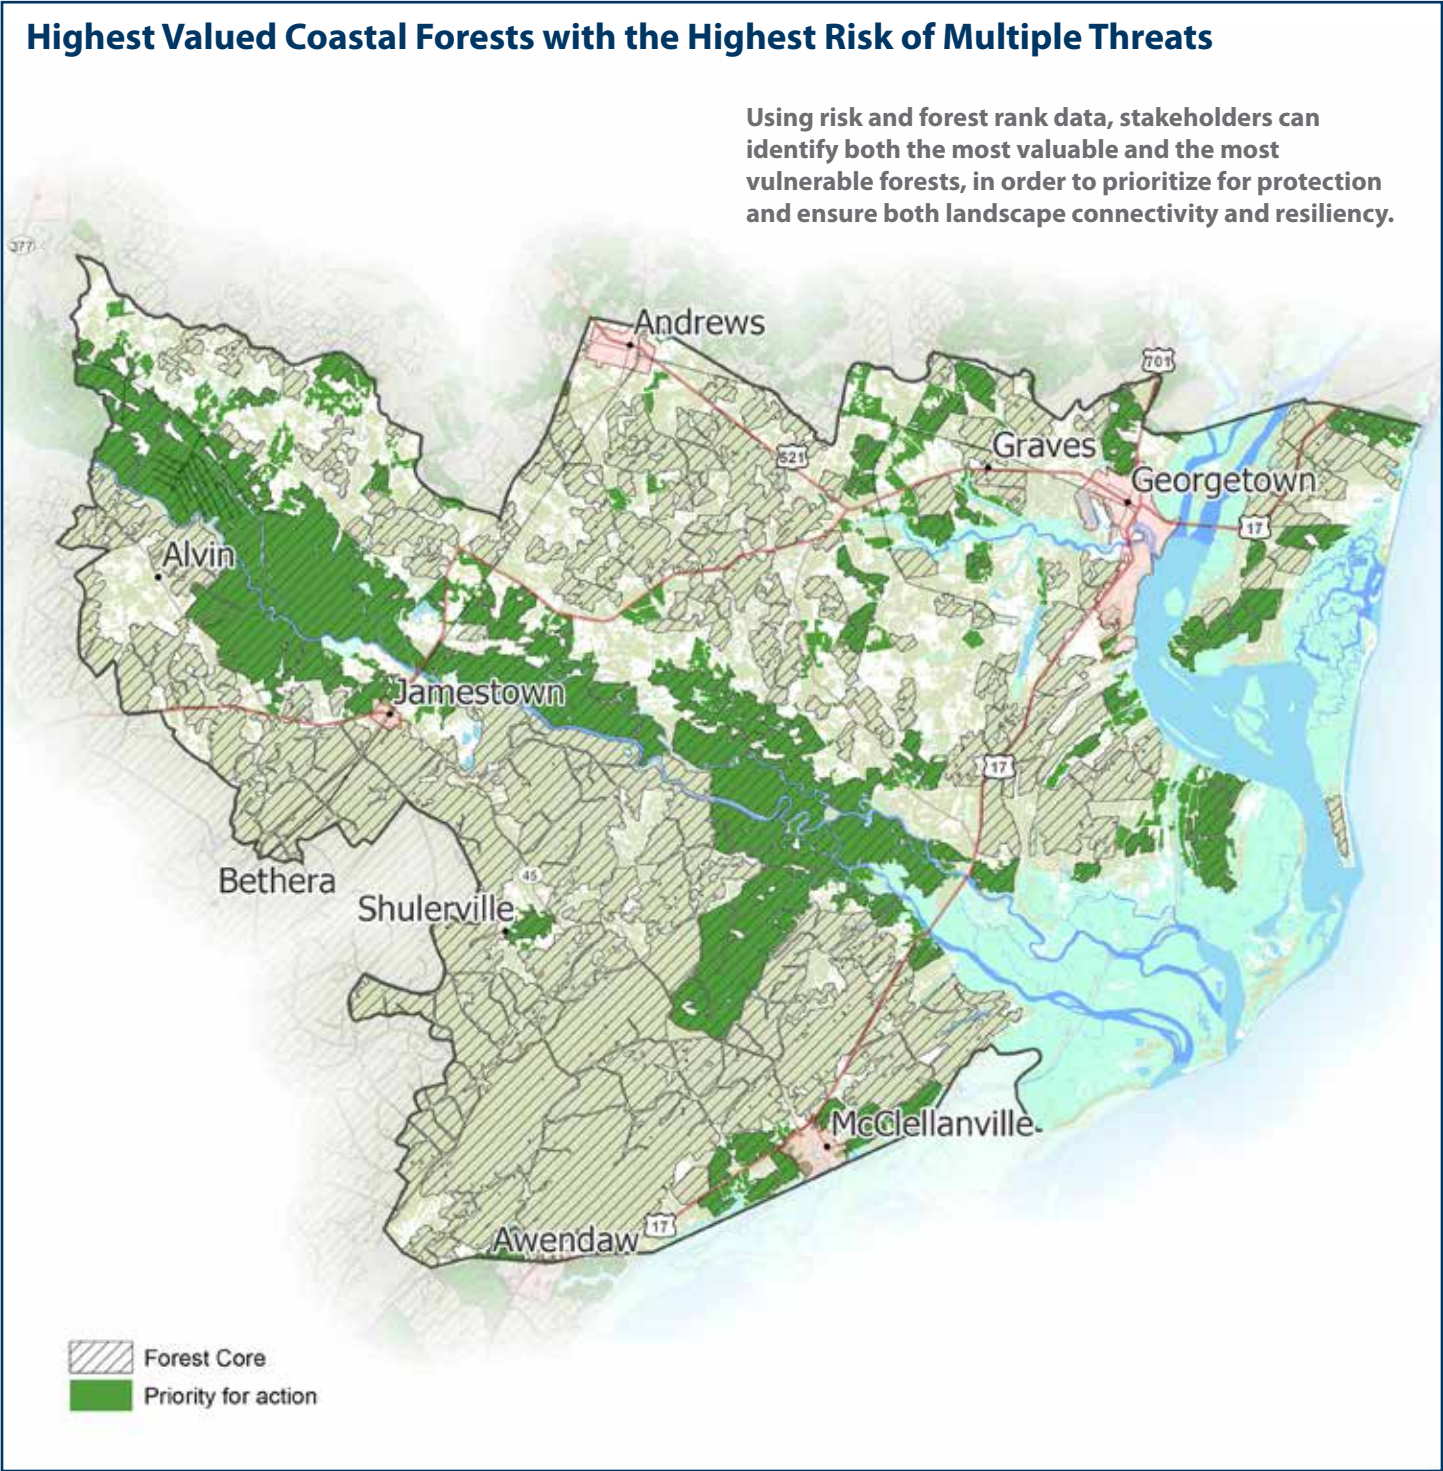 Highest Valued Coastal Forests with the Highest Risk of Multiple Threats
Using risk and forest rank data, stakeholders can
identify both the most valuable and the most
vulnerable forests, in order to prioritize for protection
and ensure both landscape connectivity and resiliency.
377
Andrews
701
521
Graves
Georgetown
17
Alvin
Jamestown
17
Bethera
45
Shulerville
McClellanville
17
Awendaw
Forest Core
Priority for action